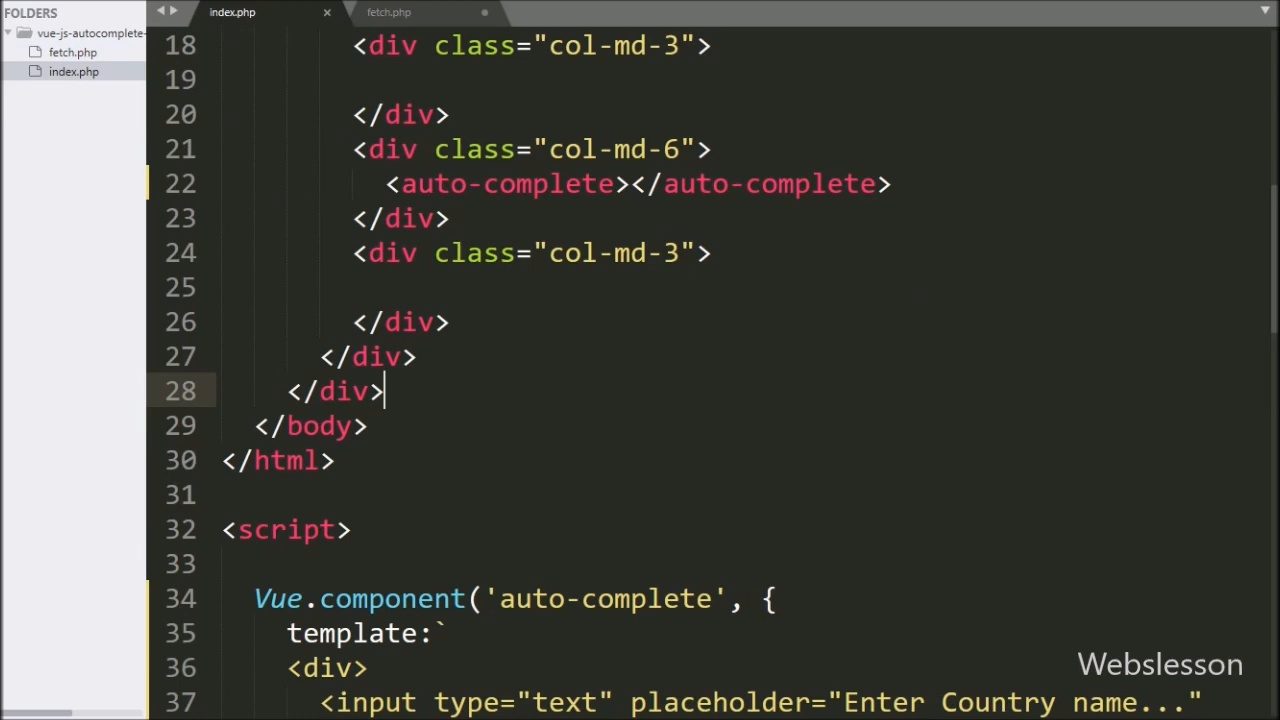 FOLDERS
vue-js-autocomplete-
fetch.php
index.php
index.php ×
fetch.php
18 <div class="col-md-3">
19
20 </div>
21 <div class="col-md-6">
22 <auto-complete></auto-complete>
23 </div>
24 <div class="col-md-3">
25
26 </div>
27 </div>
28 </div>
29 </body>
30 </html>
31
32 <script>
33
34 Vue.component('auto-complete', {
35 template:`
36 <div>
37 <input type="text" placeholder="Enter Country name..."
Webslesson